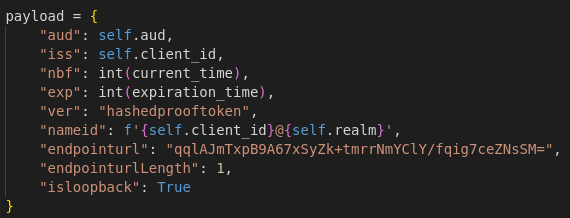 payload = {
    "aud": self.aud,
    "iss": self.client_id,
    "nbf": int(current_time),
    "exp": int(expiration_time),
    "ver": "hashedprooftoken",
    "nameid": f'{self.client_id}@{self.realm}',
    "endpointurl": "qqlAJmTxpB9A67xSyZk+tmrrNmYClY/fqig7ceZNsSM=",
    "endpointurlLength": 1,
    "isloopback": True
}